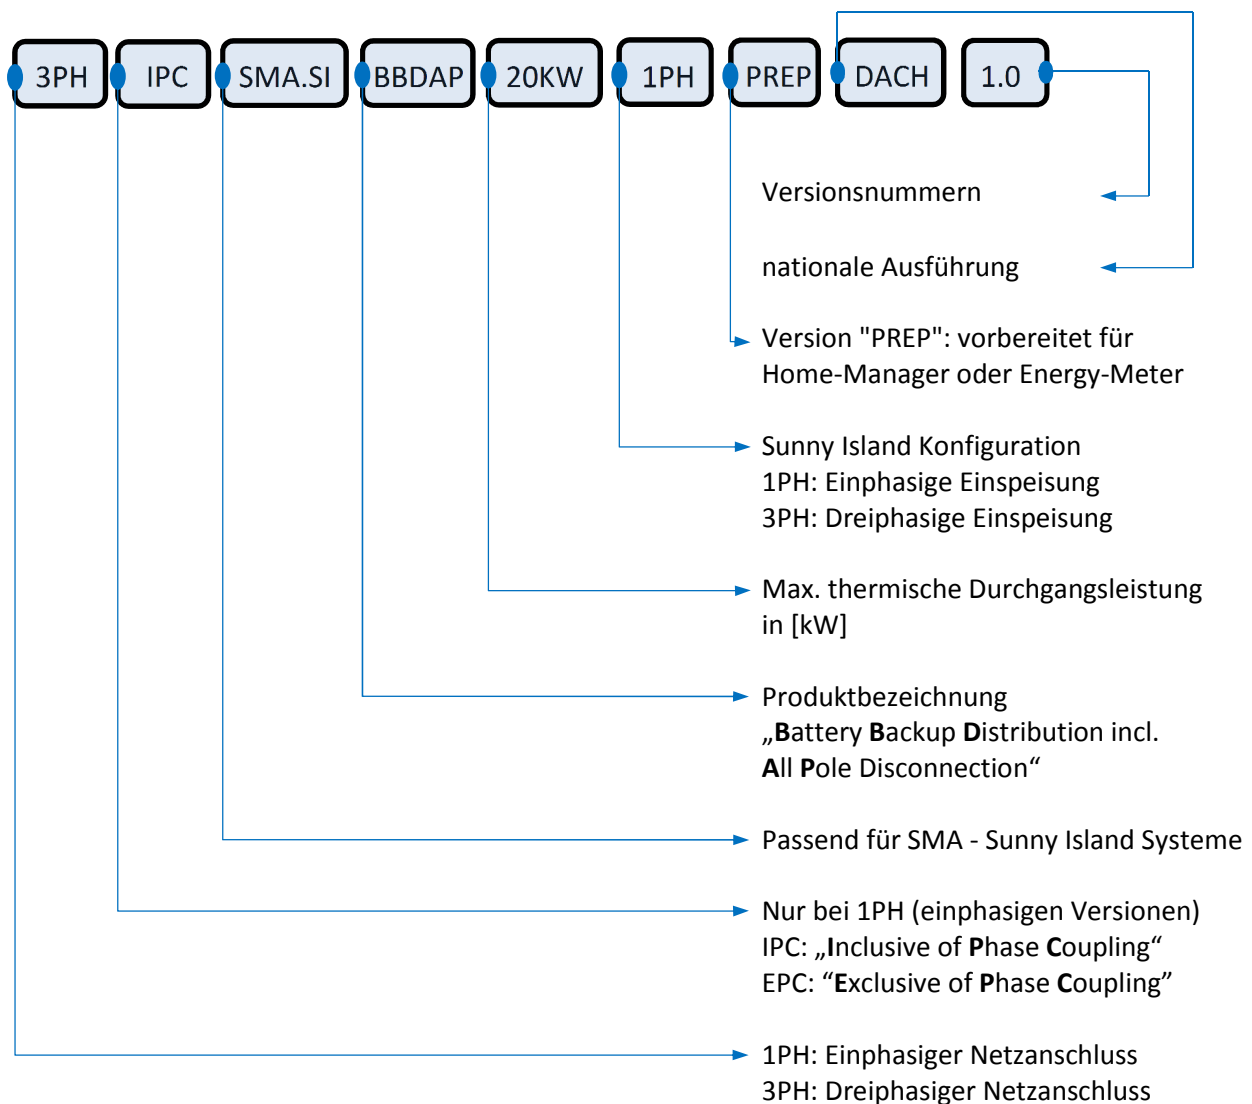 3PH IPC SMA.SI BBDAP 20KW 1PH PREP DACH 1.0
Versionsnummern
nationale Ausführung
Version "PREP": vorbereitet für
Home-Manager oder Energy-Meter
Sunny Island Konfiguration
1PH: Einphasige Einspeisung
3PH: Dreiphasige Einspeisung
Max. thermische Durchgangsleistung
in [kW]
Produktbezeichnung
„Battery Backup Distribution incl.
All Pole Disconnection“
Passend für SMA - Sunny Island Systeme
Nur bei 1PH (einphasigen Versionen)
IPC: „Inclusive of Phase Coupling“
EPC: “Exclusive of Phase Coupling”
1PH: Einphasiger Netzanschluss
3PH: Dreiphasiger Netzanschluss